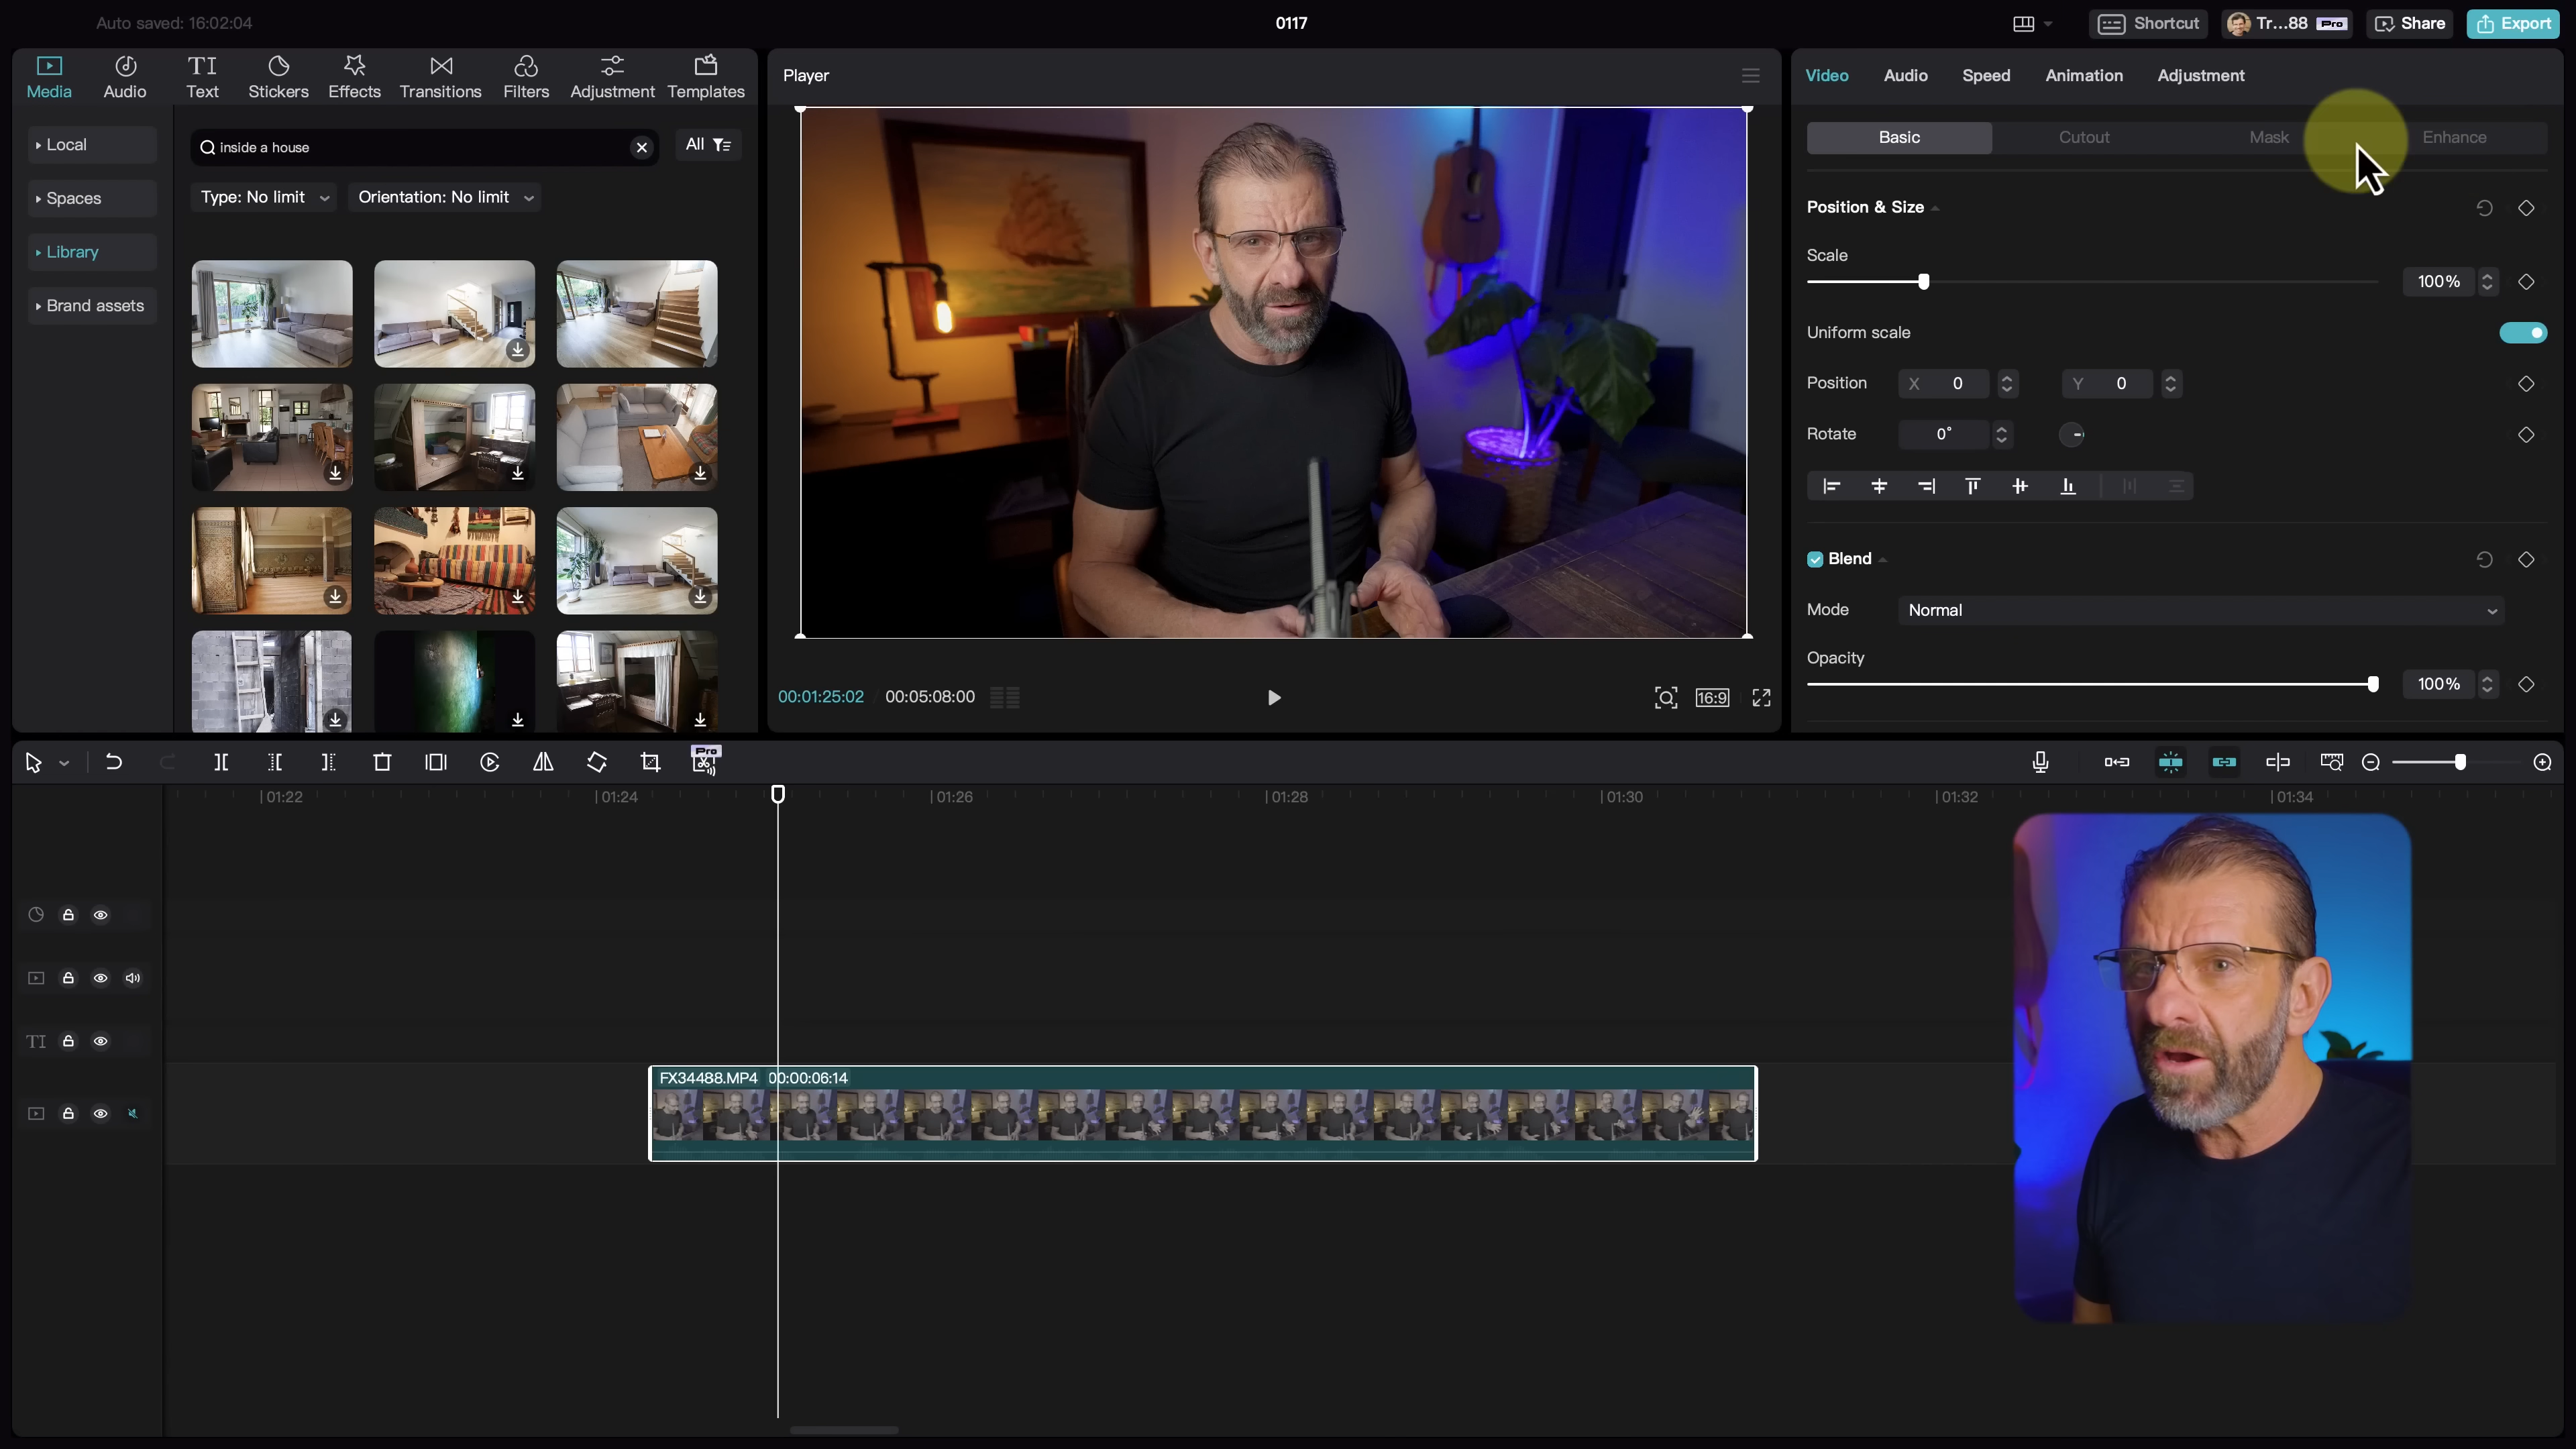 Auto saved: 16:02:04
0117
Shortcut
Tr...88 Pro
Share
Export
Media
Audio
Text
Stickers
Effects
Transitions
Filters
Adjustment
Templates
Local
Spaces
Library
Brand assets
inside a house
All
Type: No limit
Orientation: No limit
Player
00:01:25:02
00:05:08:00
16:9
Video
Audio
Speed
Animation
Adjustment
Basic
Cutout
Mask
Enhance
Position & Size
Scale
100%
Uniform scale
Position
X 0
Y 0
Rotate
0°
Blend
Mode
Normal
Opacity
100%
Pro
01:22
01:24
01:26
01:28
01:30
01:32
01:34
TI
FX34488.MP4 00:00:06:14